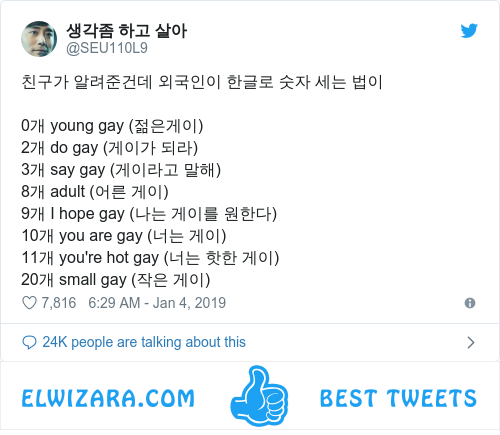 생각좀 하고 살아
@SEU110L9
친구가 알려준건데 외국인이 한글로 숫자 세는 법이
0개 young gay (젊은게이)
2개 do gay (게이가 되라)
3개 say gay (게이라고 말해)
8개 adult (어른 게이)
9개 I hope gay (나는 게이를 원한다)
10개 you are gay (너는 게이)
11개 you're hot gay (너는 핫한 게이)
20개 small gay (작은 게이)
7,816 6:29 AM - Jan 4, 2019
24K people are talking about this
ELWIZARA.COM BEST TWEETS